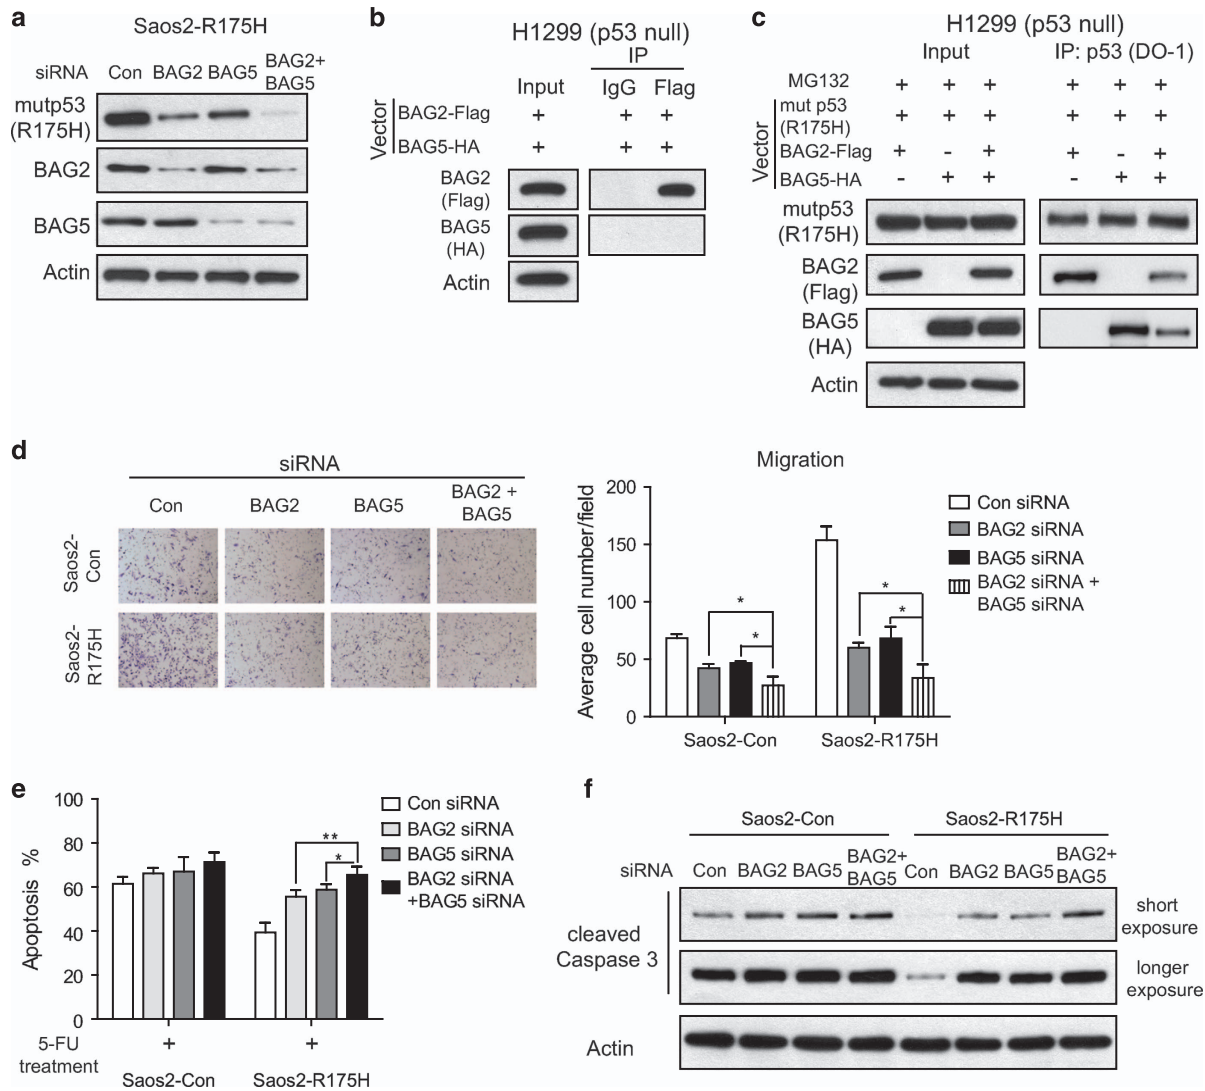 a
Saos2-R175H
siRNA Con BAG2 BAG5 BAG2+
BAG5
mutp53
(R175H)
BAG2
BAG5
Actin
b
H1299 (p53 null)
IP
Input IgG Flag
Vector
BAG2-Flag + + +
BAG5-HA + + +
BAG2
(Flag)
BAG5
(HA)
Actin
c
H1299 (p53 null)
Input IP: p53 (DO-1)
MG132 + + + + + +
Vector
mut p53
(R175H) + + + + + +
BAG2-Flag + - + + - +
BAG5-HA - + + - + +
mutp53
(R175H)
BAG2
(Flag)
BAG5
(HA)
Actin
d
siRNA
Con BAG2 BAG5 BAG2 +
BAG5
Saos2-
Con
Saos2-
R175H
Migration
Average cell number/field
200
150
100
50
0
* * * *
Saos2-Con Saos2-R175H
Con siRNA
BAG2 siRNA
BAG5 siRNA
BAG2 siRNA +
BAG5 siRNA
e
Apoptosis %
100
80
60
40
20
0
** *
Con siRNA
BAG2 siRNA
BAG5 siRNA
BAG2 siRNA
+BAG5 siRNA
5-FU
treatment + +
Saos2-Con Saos2-R175H
f
Saos2-Con Saos2-R175H
siRNA Con BAG2 BAG5 BAG2+
BAG5 Con BAG2 BAG5 BAG2+
BAG5
cleaved
Caspase 3
short
exposure
longer
exposure
Actin